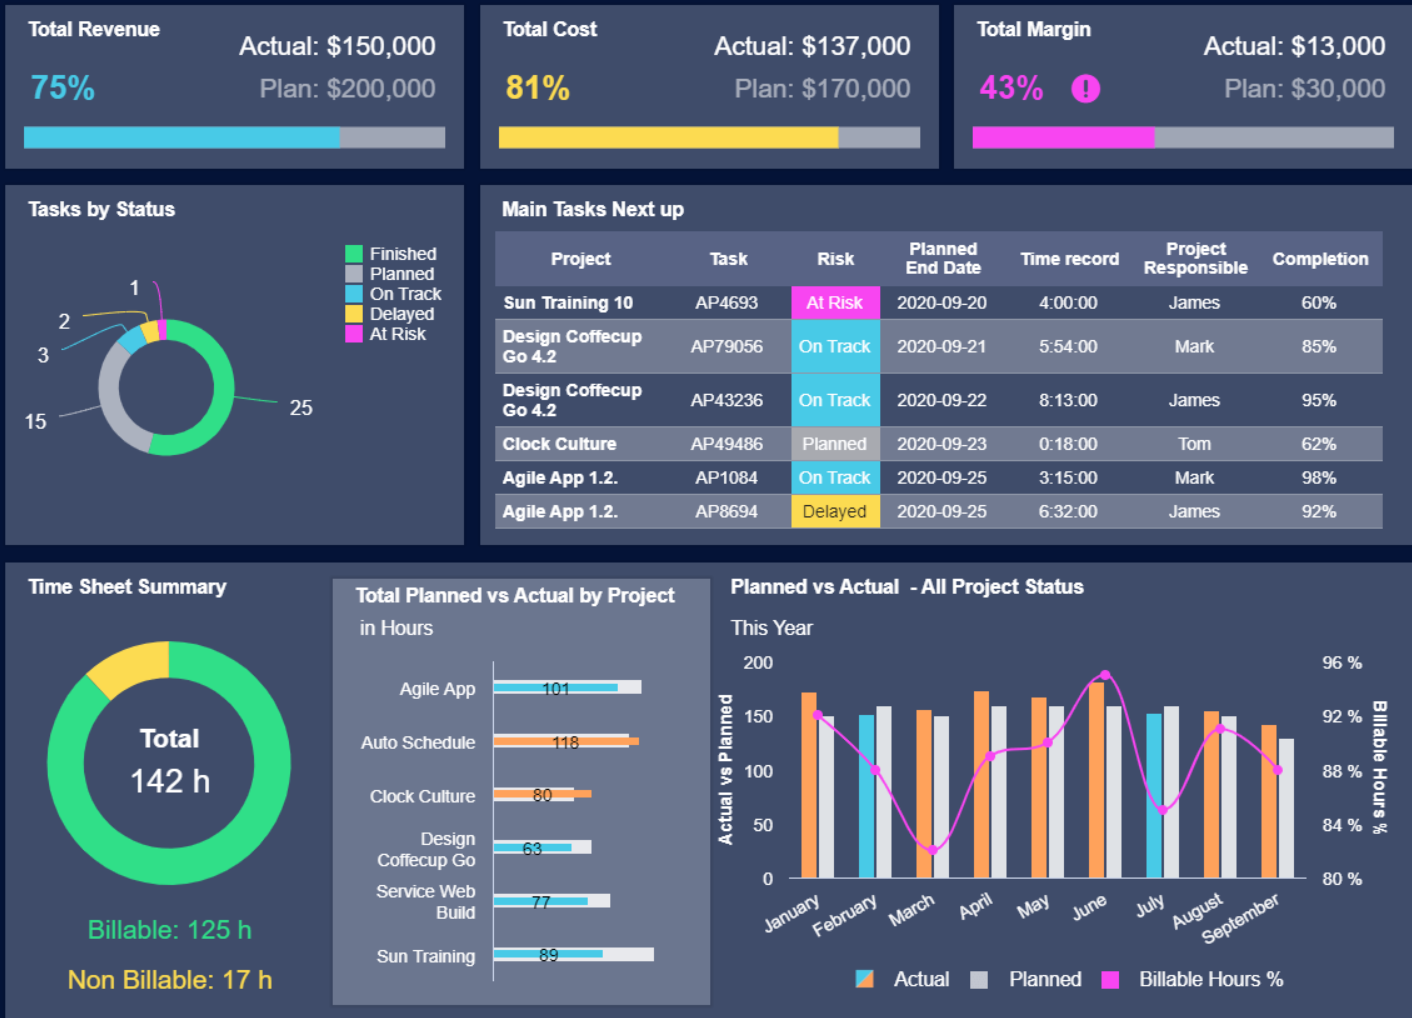 Total Revenue
Actual: $150,000
75%
Plan: $200,000
Total Cost
Actual: $137,000
81%
Plan: $170,000
Total Margin
Actual: $13,000
43% !
Plan: $30,000
Tasks by Status
Finished
Planned
On Track
Delayed
At Risk
1
2
3
15
25
Main Tasks Next up
Project Task Risk Planned End Date Time record Project Responsible Completion
Sun Training 10 AP4693 At Risk 2020-09-20 4:00:00 James 60%
Design Coffecup
Go 4.2 AP79056 On Track 2020-09-21 5:54:00 Mark 85%
Design Coffecup
Go 4.2 AP43236 On Track 2020-09-22 8:13:00 James 95%
Clock Culture AP49486 Planned 2020-09-23 0:18:00 Tom 62%
Agile App 1.2. AP1084 On Track 2020-09-25 3:15:00 Mark 98%
Agile App 1.2. AP8694 Delayed 2020-09-25 6:32:00 James 92%
Time Sheet Summary
Total
142 h
Billable: 125 h
Non Billable: 17 h
Total Planned vs Actual by Project
in Hours
Agile App 101
Auto Schedule 118
Clock Culture 80
Design
Coffecup Go 63
Service Web
Build 77
Sun Training 89
Planned vs Actual - All Project Status
This Year
Actual vs Planned
200
150
100
50
0
96 %
92 %
88 %
84 %
80 %
Billable Hours %
January
February
March
April
May
June
July
August
September
Actual Planned Billable Hours %